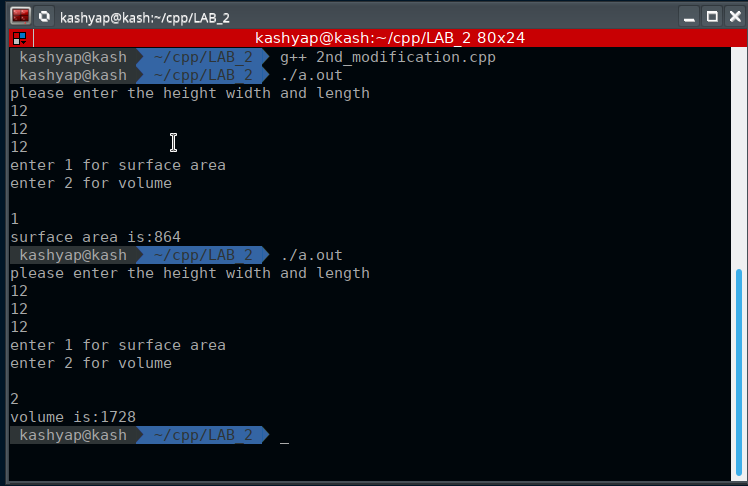 kashyap@kash:~/cpp/LAB_2
kashyap@kash:~/cpp/LAB_2 80x24
kashyap@kash ~/cpp/LAB_2 g++ 2nd_modification.cpp
kashyap@kash ~/cpp/LAB_2 ./a.out
please enter the height width and length
12
12
12
enter 1 for surface area
enter 2 for volume
1
surface area is:864
kashyap@kash ~/cpp/LAB_2 ./a.out
please enter the height width and length
12
12
12
enter 1 for surface area
enter 2 for volume
2
volume is:1728
kashyap@kash ~/cpp/LAB_2 _